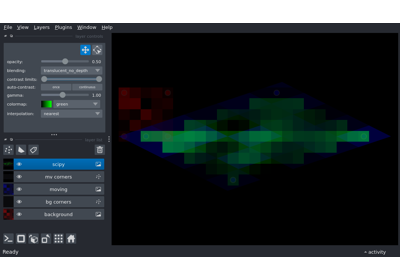 File View Layers Plugins Window Help
opacity: 0.50
blending: translucent_no_depth
contrast limits:
auto-contrast: once continuous
gamma: 1.00
colormap: green
interpolation: nearest
scipy
mv corners
moving
bg corners
background
Ready
activity